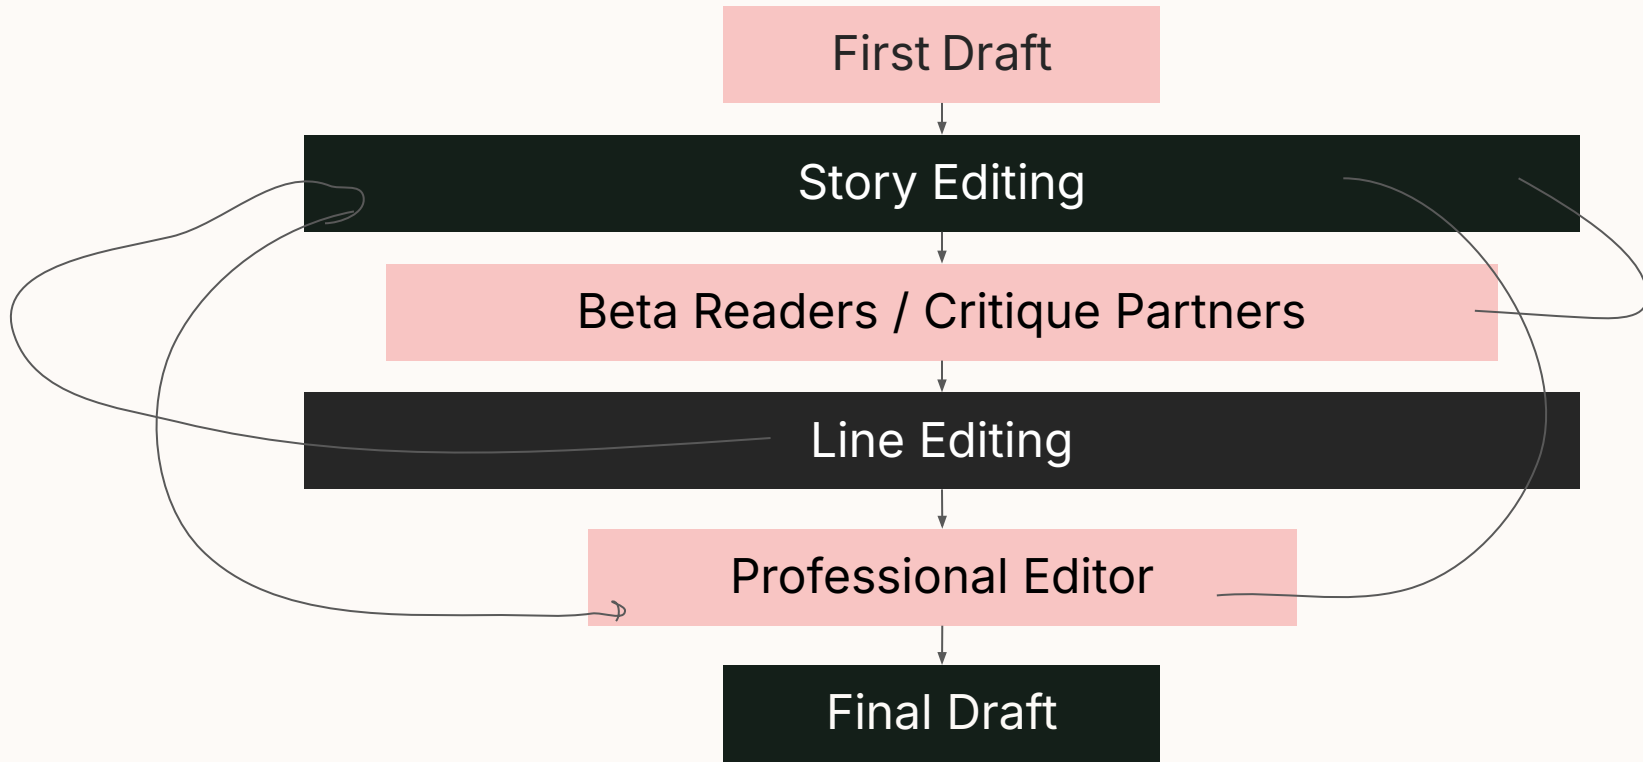 First Draft
Story Editing
Beta Readers / Critique Partners
Line Editing
Professional Editor
Final Draft